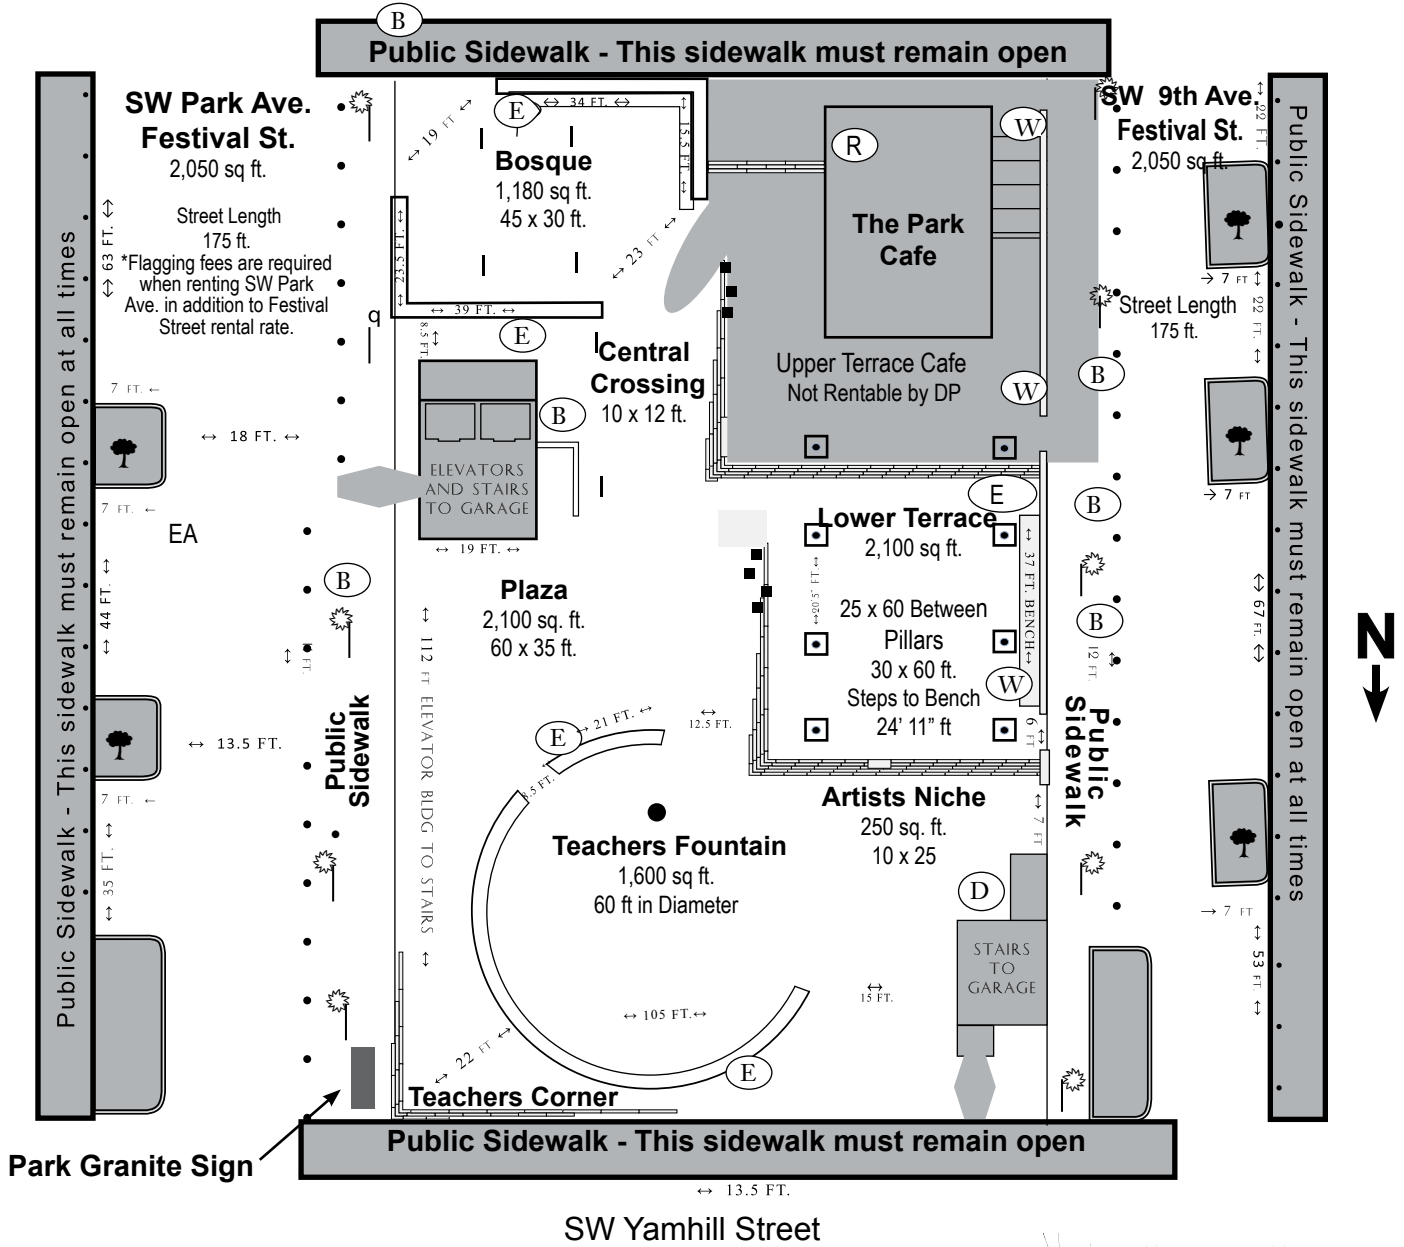 B
Public Sidewalk - This sidewalk must remain open
SW Park Ave.
Festival St.
2,050 sq ft.
Street Length
175 ft.
*Flagging fees are required
when renting SW Park
Ave. in addition to Festival
Street rental rate.
Public Sidewalk - This sidewalk must remain open at all times
63 FT.
7 FT.
18 FT.
7 FT.
EA
44 FT.
B
13.5 FT.
7 FT.
35 FT.
Public
Sidewalk
q
19 FT
E
34 FT.
15.5 FT.
Bosque
1,180 sq ft.
45 x 30 ft.
23 FT
23.5 FT.
39 FT.
8.5 FT.
E
Central
Crossing
10 x 12 ft.
B
ELEVATORS
AND STAIRS
TO GARAGE
19 FT.
Plaza
2,100 sq. ft.
60 x 35 ft.
112 FT ELEVATOR BLDG TO STAIRS
R
W
The Park
Cafe
Upper Terrace Cafe
Not Rentable by DP
W
E
Lower Terrace
2,100 sq ft.
20'.5" FT.
37 FT. BENCH
25 x 60 Between
Pillars
30 x 60 ft.
Steps to Bench
24' 11" ft
W
6 FT
E
21 FT.
12.5 FT.
Teachers Fountain
1,600 sq ft.
60 ft in Diameter
105 FT.
22 FT
E
15 FT.
Artists Niche
250 sq. ft.
10 x 25
7 FT
D
STAIRS
TO
GARAGE
Teachers Corner
SW 9th Ave.
Festival St.
2,050 sq ft.
22 FT.
7 FT
22 FT.
Street Length
175 ft.
B
7 FT
B
B
12 FT.
67 FT.
Public
Sidewalk
7 FT
53 FT.
Public Sidewalk - This sidewalk must remain open at all times
N
Park Granite Sign
Public Sidewalk - This sidewalk must remain open
13.5 FT.
SW Yamhill Street